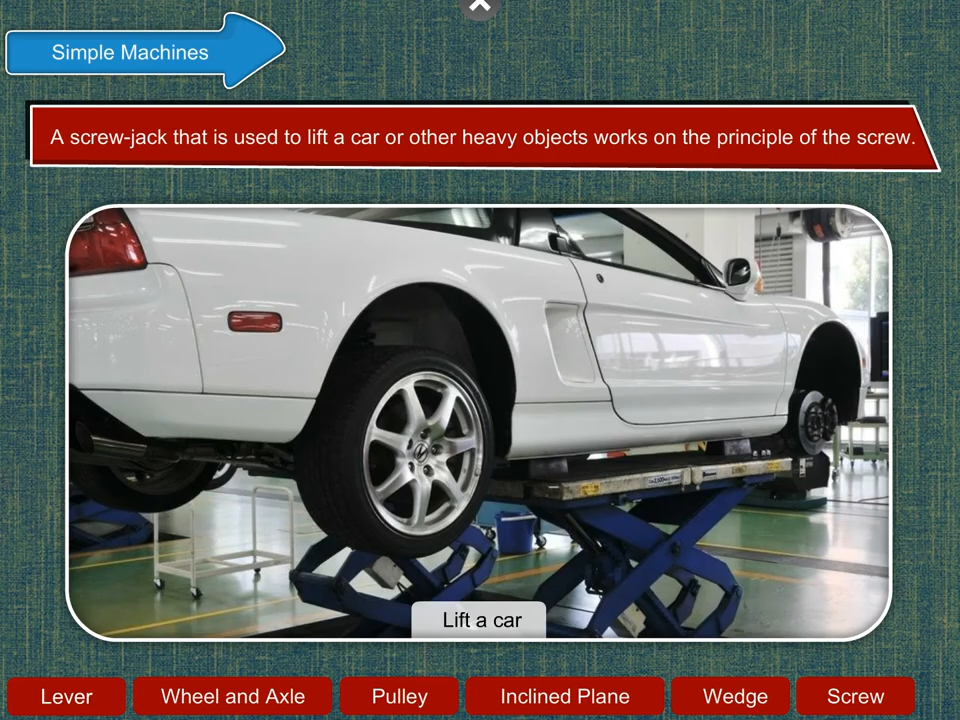 Simple Machines
A screw-jack that is used to lift a car or other heavy objects works on the principle of the screw.
Lift a car
Lever
Wheel and Axle
Pulley
Inclined Plane
Wedge
Screw